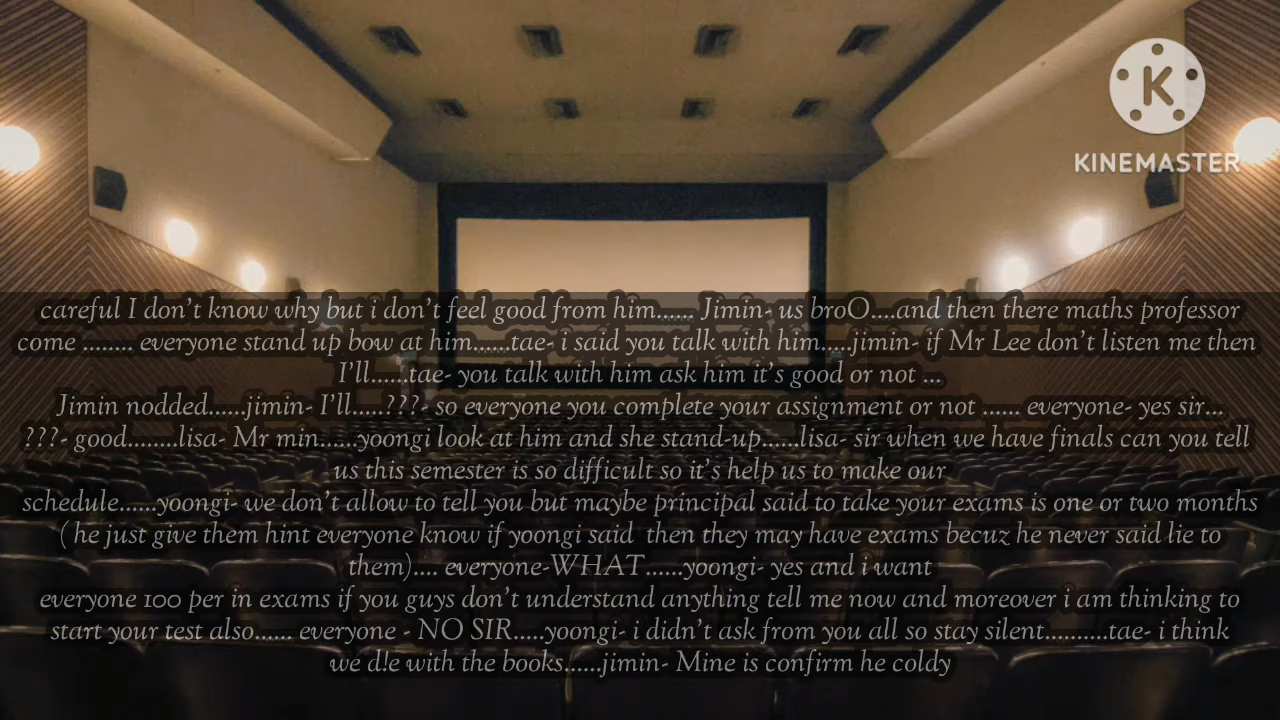 KINEMASTER
careful I don't know why but i don't feel good from him...... Jimin- us broO....and then there maths professor
come ........ everyone stand up bow at him......tae- i said you talk with him.....jimin- if Mr Lee don't listen me then
I'll......tae- you talk with him ask him it's good or not ...
Jimin nodded......jimin- I'll.....???- so everyone you complete your assignment or not ...... everyone- yes sir...
???- good........lisa- Mr min......yoongi look at him and she stand-up......lisa- sir when we have finals can you tell
us this semester is so difficult so it's help us to make our
schedule......yoongi- we don't allow to tell you but maybe principal said to take your exams is one or two months
( he just give them hint everyone know if yoongi said then they may have exams becuz he never said lie to
them).... everyone-WHAT......yoongi- yes and i want
everyone 100 per in exams if you guys don't understand anything tell me now and moreover i am thinking to
start your test also...... everyone - NO SIR.....yoongi- i didn't ask from you all so stay silent..........tae- i think
we d!e with the books......jimin- Mine is confirm he coldy